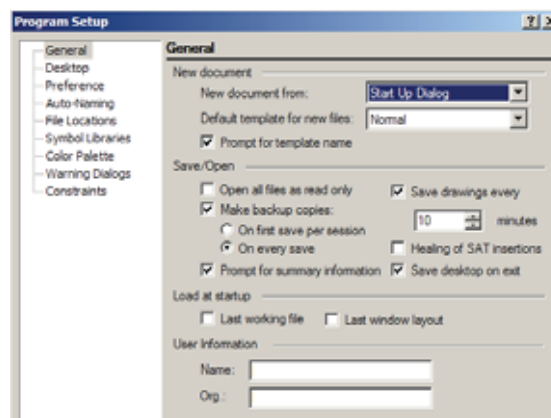 Program Setup
General
Desktop
Preference
Auto-Naming
File Locations
Symbol Libraries
Color Palette
Warning Dialogs
Constraints
General
New document
New document from: Start Up Dialog
Default template for new files: Normal
Prompt for template name
Save/Open
Open all files as read only
Save drawings every
Make backup copies:
10 minutes
On first save per session
On every save
Healing of SAT insertions
Prompt for summary information
Save desktop on exit
Load at startup
Last working file
Last window layout
User Information
Name:
Org.: